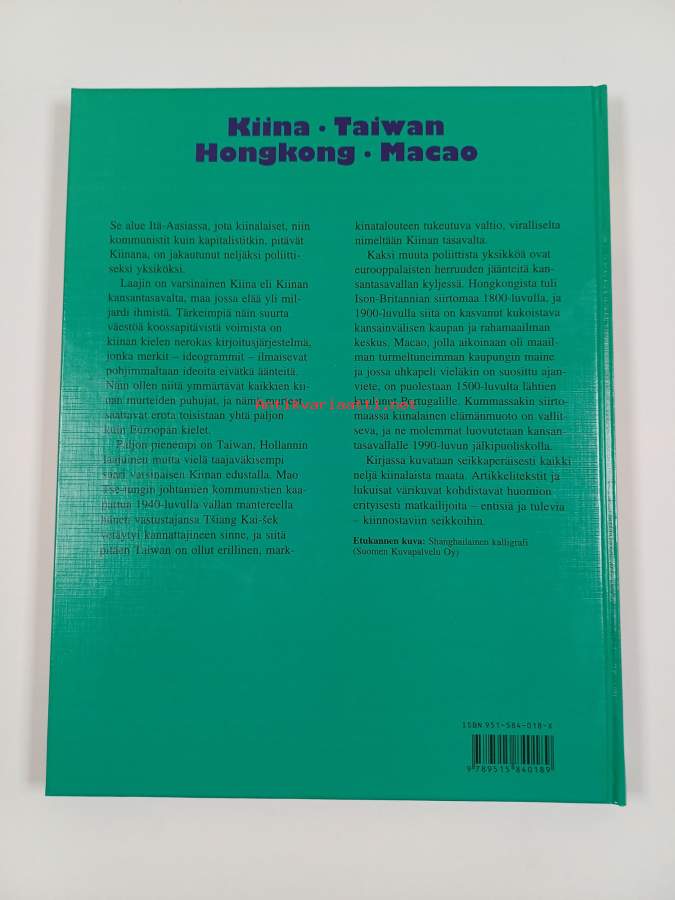 Kiina · Taiwan
Hongkong · Macao
Se alue Itä-Aasiassa, jota kiinalaiset, niin
kommunistit kuin kapitalistitkin, pitävät
Kiinana, on jakautunut neljäksi poliitti-
seksi yksiköksi.
Laajin on varsinainen Kiina eli Kiinan
kansantasavalta, maa jossa elää yli mil-
jardi ihmistä. Tärkeimpiä näin suurta
väestöä koossapitävistä voimista on
kiinan kielen nerokas kirjoitusjärjestelmä,
jonka merkit – ideogrammit – ilmaisevat
pohjimmaltaan ideoita eivätkä äänteitä.
Näin ollen niitä ymmärtävät kaikkien kii-
nan murteiden puhujat, ja nämä murteet
saattavat erota toisistaan yhtä paljon
kuin Euroopan kielet.
Paljon pienempi on Taiwan, Hollannin
laajuinen mutta vielä taajaväkisempi
saari varsinaisen Kiinan edustalla. Mao
Tse-tungin johtamien kommunistien kaa-
pattua 1940-luvulla vallan mantereella
hänen vastustajansa Tšiang Kai-šek
vetäytyi kannattajineen sinne, ja siitä
pitäen Taiwan on ollut erillinen, mark-
kinatalouteen tukeutuva valtio, viralliselta
nimeltään Kiinan tasavalta.
Kaksi muuta poliittista yksikköä ovat
eurooppalaisten herruuden jäänteitä kan-
santasavallan kyljessä. Hongkongista tuli
Ison-Britannian siirtomaa 1800-luvulla, ja
1900-luvulla siitä on kasvanut kukoistava
kansainvälisen kaupan ja rahamaailman
keskus. Macao, jolla aikoinaan oli maail-
man turmeltuneimman kaupungin maine
ja jossa uhkapeli vieläkin on suosittu ajan-
viete, on puolestaan 1500-luvulta lähtien
kuulunut Portugalille. Kummassakin siirto-
maassa kiinalainen elämänmuoto on vallit-
seva, ja ne molemmat luovutetaan kansan-
tasavallalle 1990-luvun jälkipuoliskolla.
Kirjassa kuvataan seikkaperäisesti kaikki
neljä kiinalaista maata. Artikkelitekstit ja
lukuisat värikuvat kohdistavat huomion
erityisesti matkailijoita – entisiä ja tulevia
– kiinnostaviin seikkoihin.
Etukannen kuva: Shanghailainen kalligrafi
(Suomen Kuvapalvelu Oy)
Antikvariaatti.net
ISBN 951-584-018-X
9 789515 840189